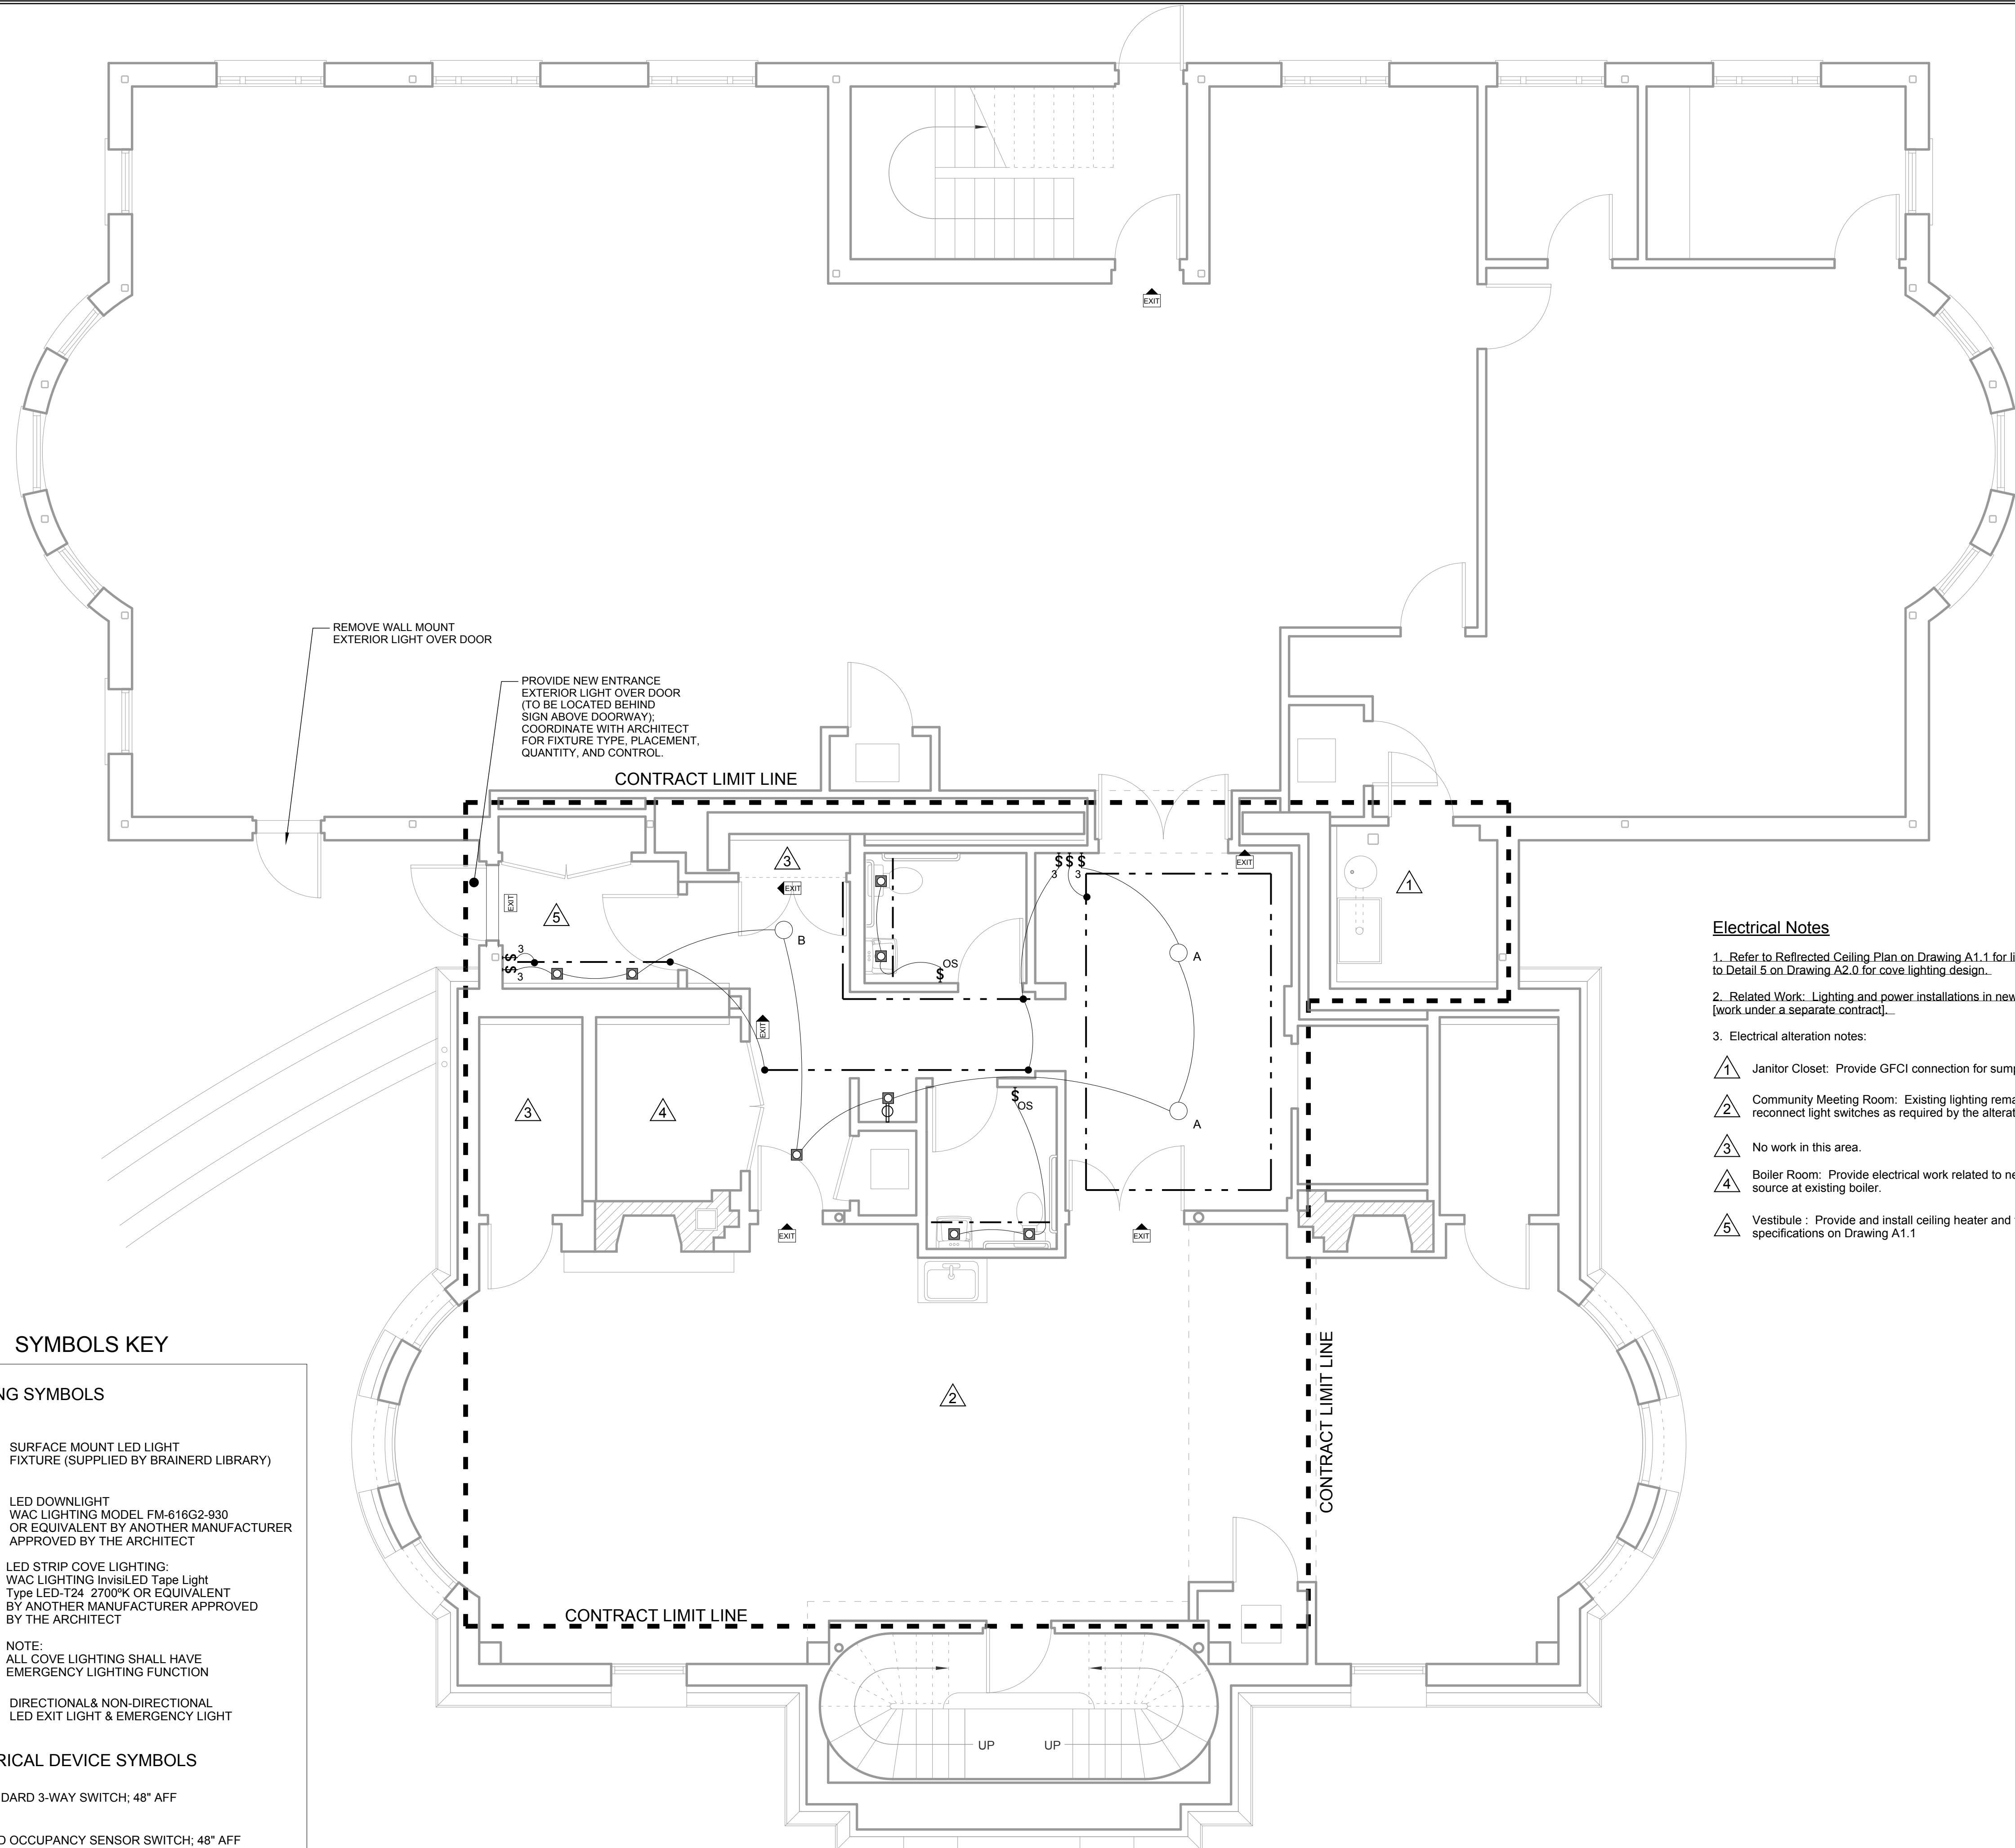 EXIT
REMOVE WALL MOUNT
EXTERIOR LIGHT OVER DOOR
PROVIDE NEW ENTRANCE
EXTERIOR LIGHT OVER DOOR
(TO BE LOCATED BEHIND
SIGN ABOVE DOORWAY);
COORDINATE WITH ARCHITECT
FOR FIXTURE TYPE, PLACEMENT,
QUANTITY, AND CONTROL.
CONTRACT LIMIT LINE
3
EXIT
$ $ $
3 3
EXIT
1
EXIT
5
B
A
3
$
$
3
OS
$
EXIT
3
4
$
OS
A
EXIT
EXIT
2
CONTRACT LIMIT LINE
CONTRACT LIMIT LINE
UP
UP
Electrical Notes
1. Refer to Reflrected Ceiling Plan on Drawing A1.1 for
to Detail 5 on Drawing A2.0 for cove lighting design.
2. Related Work: Lighting and power installations in new
[work under a separate contract].
3. Electrical alteration notes:
1 Janitor Closet: Provide GFCI connection for
2 Community Meeting Room: Existing lighting
reconnect light switches as required by the
3 No work in this area.
4 Boiler Room: Provide electrical work related to
source at existing boiler.
5 Vestibule : Provide and install ceiling heater and
specifications on Drawing A1.1
SYMBOLS KEY
NG SYMBOLS
SURFACE MOUNT LED LIGHT
FIXTURE (SUPPLIED BY BRAINERD LIBRARY)
LED DOWNLIGHT
WAC LIGHTING MODEL FM-616G2-930
OR EQUIVALENT BY ANOTHER MANUFACTURER
APPROVED BY THE ARCHITECT
LED STRIP COVE LIGHTING:
WAC LIGHTING InvisiLED Tape Light
Type LED-T24 2700ºK OR EQUIVALENT
BY ANOTHER MANUFACTURER APPROVED
BY THE ARCHITECT
NOTE:
ALL COVE LIGHTING SHALL HAVE
EMERGENCY LIGHTING FUNCTION
DIRECTIONAL& NON-DIRECTIONAL
LED EXIT LIGHT & EMERGENCY LIGHT
RICAL DEVICE SYMBOLS
DARD 3-WAY SWITCH; 48" AFF
OCCUPANCY SENSOR SWITCH; 48" AFF